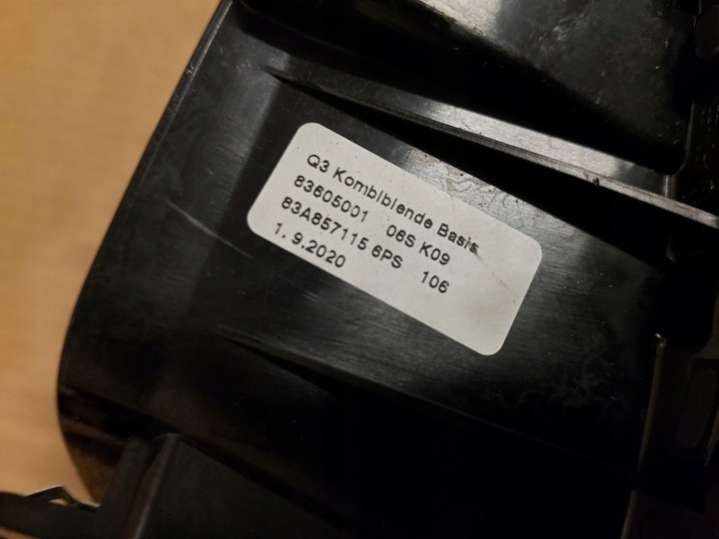 Q3 Kombiblende Basis
83605001 06S K09
83A857115 6PS 106
1.9.2020